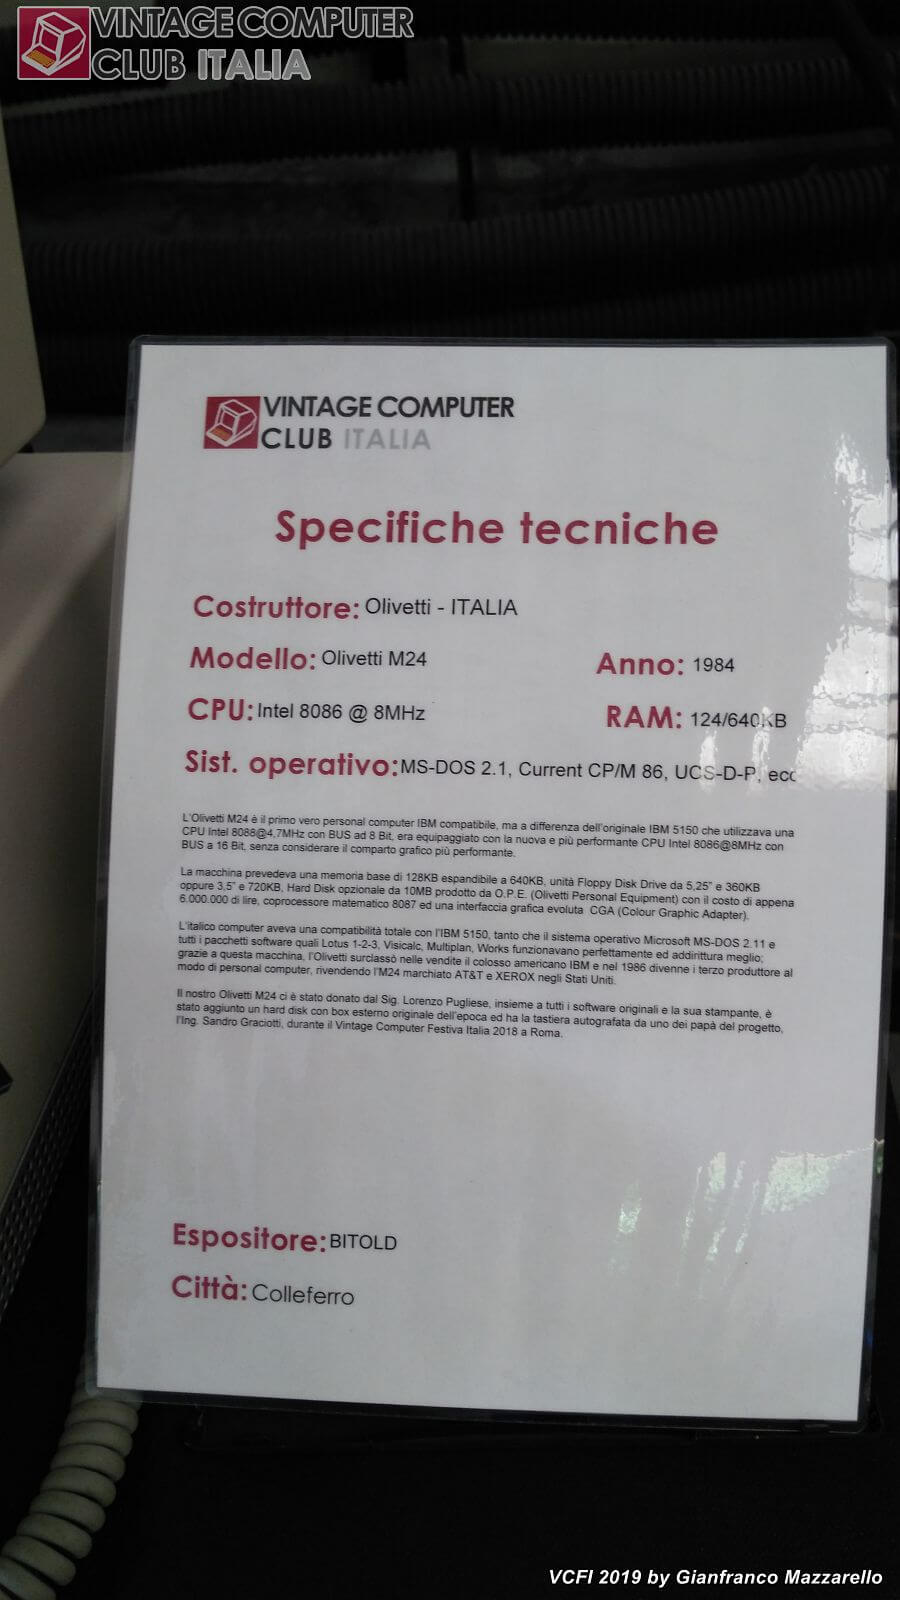 VINTAGE COMPUTER
CLUB ITALIA
VINTAGE COMPUTER
CLUB ITALIA
Specifiche tecniche
Costruttore: Olivetti - ITALIA
Modello: Olivetti M24
Anno: 1984
CPU: Intel 8086 @ 8MHz
RAM: 124/640KB
Sist. operativo: MS-DOS 2.1, Current CP/M 86, UCS-D-P, ecc
L'Olivetti M24 è il primo vero personal computer IBM compatibile, ma a differenza dell'originale IBM 5150 che utilizzava una
CPU Intel 8088@4,7MHz con BUS ad 8 Bit, era equipaggiato con la nuova e più performante CPU Intel 8086@8MHz con
BUS a 16 Bit, senza considerare il comparto grafico più performante.
La macchina prevedeva una memoria base di 128KB espandibile a 640KB, unità Floppy Disk Drive da 5,25" e 360KB
oppure 3,5" e 720KB, Hard Disk opzionale da 10MB prodotto da O.P.E. (Olivetti Personal Equipment) con il costo di appena
6.000.000 di lire, coprocessore matematico 8087 ed una interfaccia grafica evoluta CGA (Colour Graphic Adapter).
L'italico computer aveva una compatibilità totale con l'IBM 5150, tanto che il sistema operativo Microsoft MS-DOS 2.11 e
tutti i pacchetti software quali Lotus 1-2-3, Visicalc, Multiplan, Works funzionavano perfettamente ed addirittura meglio;
grazie a questa macchina, l'Olivetti surclassò nelle vendite il colosso americano IBM e nel 1986 divenne i terzo produttore al
modo di personal computer, rivendendo l'M24 marchiato AT&T e XEROX negli Stati Uniti.
Il nostro Olivetti M24 ci è stato donato dal Sig. Lorenzo Pugliese, insieme a tutti i software originali e la sua stampante, è
stato aggiunto un hard disk con box esterno originale dell'epoca ed ha la tastiera autografata da uno dei papà del progetto,
l'Ing. Sandro Graciotti, durante il Vintage Computer Festiva Italia 2018 a Roma.
Espositore: BITOLD
Città: Colleferro
VCFI 2019 by Gianfranco Mazzarello